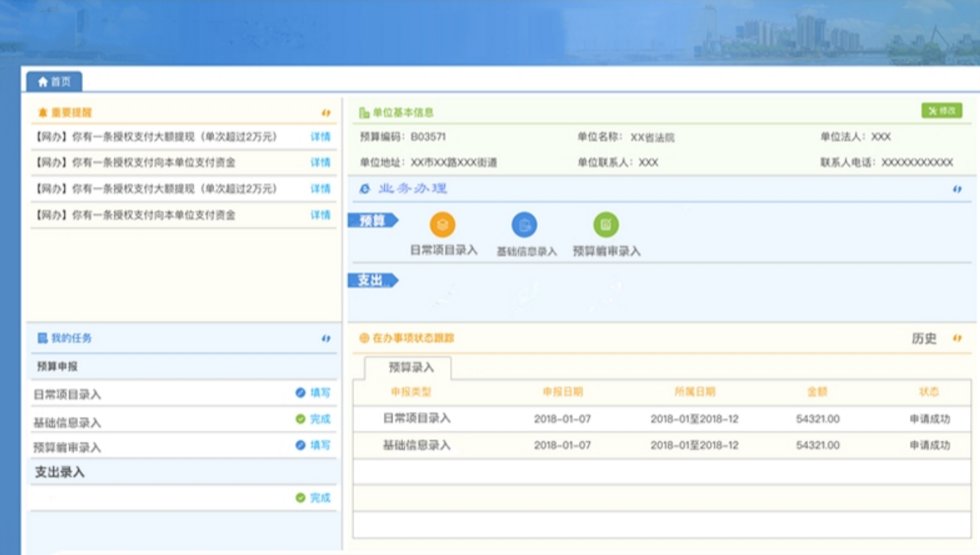 首页
重要提醒
【网办】你有一条授权支付大额提现（单次超过2万元） 详情
【网办】你有一条授权支付向本单位支付资金 详情
【网办】你有一条授权支付大额提现（单次超过2万元） 详情
【网办】你有一条授权支付向本单位支付资金 详情
单位基本信息 修改
预算编码：B03571 单位名称：XX省法院 单位法人：XXX
单位地址：XX市XX路XXX街道 单位联系人：XXX 联系人电话：XXXXXXXXXXX
业务办理
预算
日常项目录入 基础信息录入 预算编审录入
支出
我的任务
预算申报
日常项目录入 填写
基础信息录入 完成
预算编审录入 填写
支出录入
完成
在办事项状态跟踪 历史
预算录入
申报类型 申报日期 所属日期 金额 状态
日常项目录入 2018-01-07 2018-01至2018-12 54321.00 申请成功
基础信息录入 2018-01-07 2018-01至2018-12 54321.00 申请成功